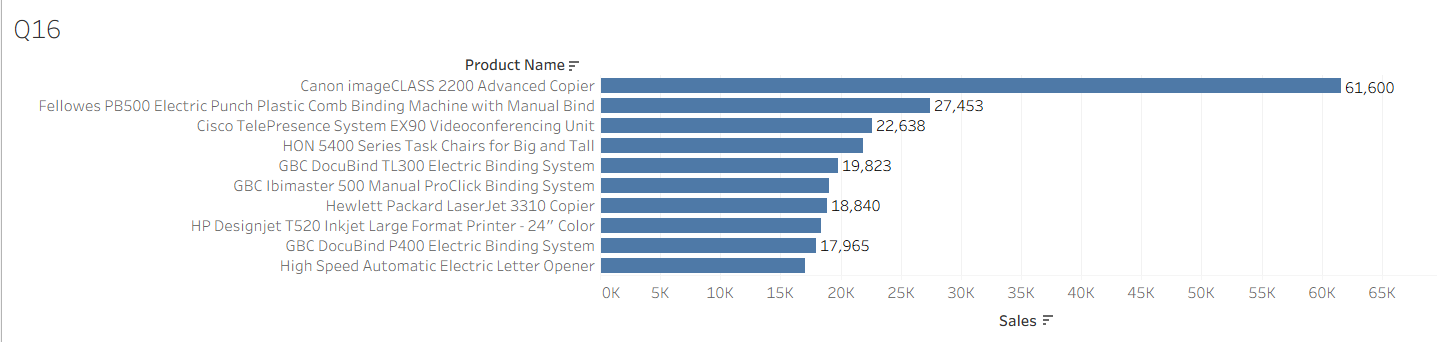 Q16
Product Name
Canon imageCLASS 2200 Advanced Copier 61,600
Fellowes PB500 Electric Punch Plastic Comb Binding Machine with Manual Bind 27,453
Cisco TelePresence System EX90 Videoconferencing Unit 22,638
HON 5400 Series Task Chairs for Big and Tall
GBC DocuBind TL300 Electric Binding System 19,823
GBC Ibimaster 500 Manual ProClick Binding System
Hewlett Packard LaserJet 3310 Copier 18,840
HP Designjet T520 Inkjet Large Format Printer - 24" Color
GBC DocuBind P400 Electric Binding System 17,965
High Speed Automatic Electric Letter Opener
0K 5K 10K 15K 20K 25K 30K 35K 40K 45K 50K 55K 60K 65K
Sales